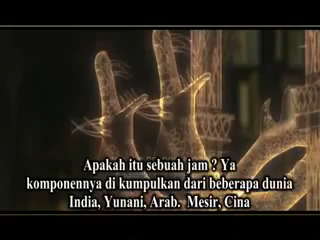 Apakah itu sebuah jam ? Ya
komponennya di kumpulkan dari beberapa dunia
India, Yunani, Arab. Mesir, Cina